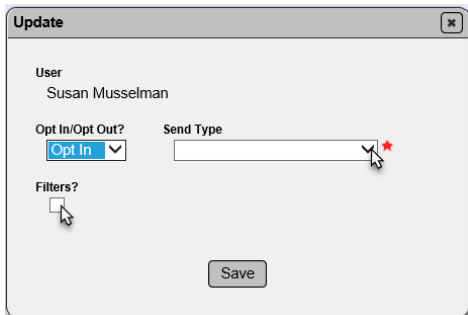 Update
User
Susan Musselman
Opt In/Opt Out? Send Type
Opt In
Filters?
Save